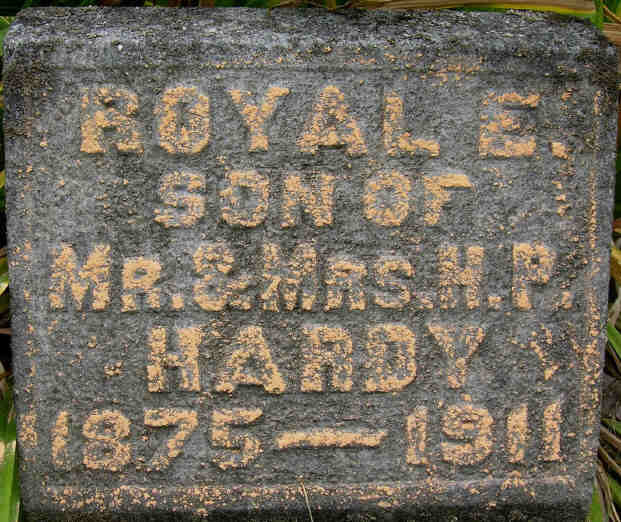 ROYAL E.
SON OF
MR. & MRS. H. P.
HARDY
1875 — 1911